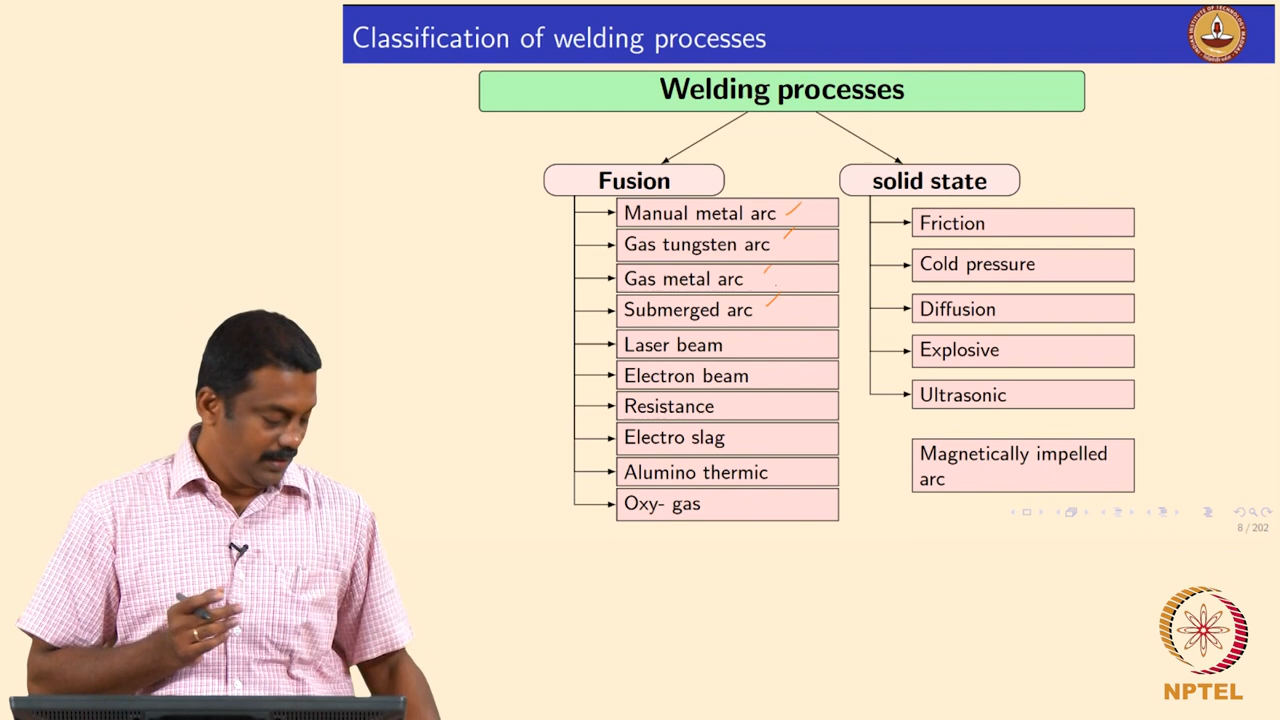 Classification of welding processes
Welding processes
Fusion
Manual metal arc
Gas tungsten arc
Gas metal arc
Submerged arc
Laser beam
Electron beam
Resistance
Electro slag
Alumino thermic
Oxy- gas
solid state
Friction
Cold pressure
Diffusion
Explosive
Ultrasonic
Magnetically impelled
arc
8 / 202
NPTEL